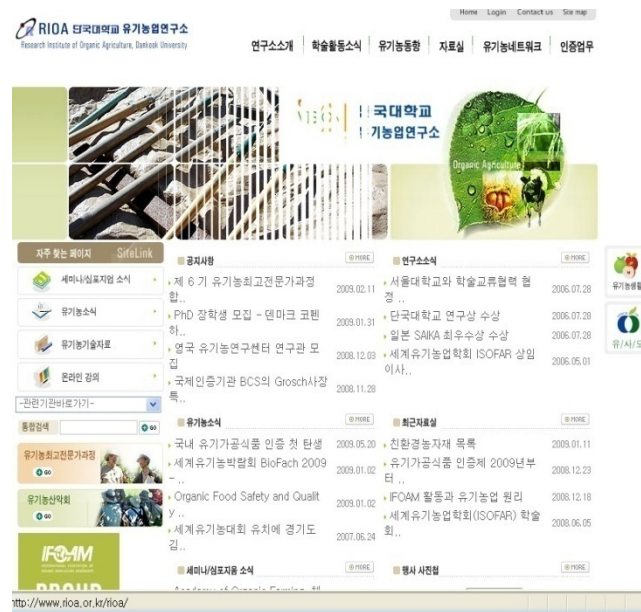 Home Login Contact us Site map
RIOA 단국대학교 유기농업연구소
Research Institute of Organic Agriculture, Dankook University
연구소소개 학술활동소식 유기농동향 자료실 유기농네트워크 인증업무
국대학교
기농업연구소
Organic Agriculture
자주 찾는 페이지 SiteLink
세미나/심포지엄 소식
유기농소식
유기농기술자료
온라인 강의
-관련기관바로가기-
통합검색 GO
유기농최고전문가과정
GO
유기농산악회
GO
IFOAM
공지사항 MORE
제 6 기 유기농최고전문가과정 합.. 2009.02.11
PhD 장학생 모집 - 덴마크 코펜하.. 2009.01.31
영국 유기농연구센터 연구관 모집 2008.12.03
국제인증기관 BCS의 Grosch사장 특.. 2008.11.28
연구소소식 MORE
서울대학교와 학술교류협력 협정 .. 2006.07.28
단국대학교 연구상 수상 2006.07.28
일본 SAIKA 최우수상 수상 2006.07.28
세계유기농업학회 ISOFAR 상임이사.. 2006.05.01
유기농소식 MORE
국내 유기가공식품 인증 첫 탄생 2009.05.20
세계유기농박람회 BioFach 2009 - .. 2009.01.02
Organic Food Safety and Quality .. 2009.01.02
세계유기농대회 유치에 경기도 김.. 2007.06.24
최근자료실 MORE
친환경농자재 목록 2009.01.11
유기가공식품 인증제 2009년부터 .. 2008.12.23
IFOAM 활동과 유기농업 원리 2008.12.18
세계유기농업학회(ISOFAR) 학술회.. 2008.06.05
세미나/심포지움 소식 MORE
행사 사진첩 MORE
유기농생활
유/사/모
http://www.rioa.or.kr/rioa/